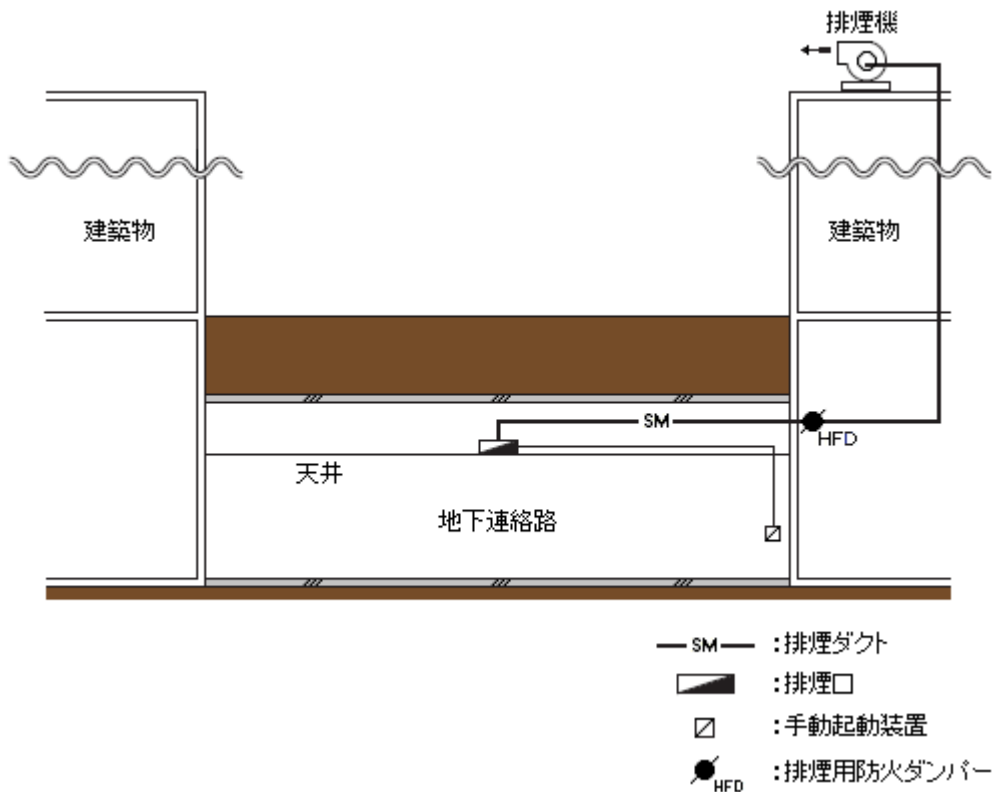 排煙機
建築物
建築物
SM
HFD
天井
地下連絡路
SM :排煙ダクト
:排煙口
:手動起動装置
HFD :排煙用防火ダンパー